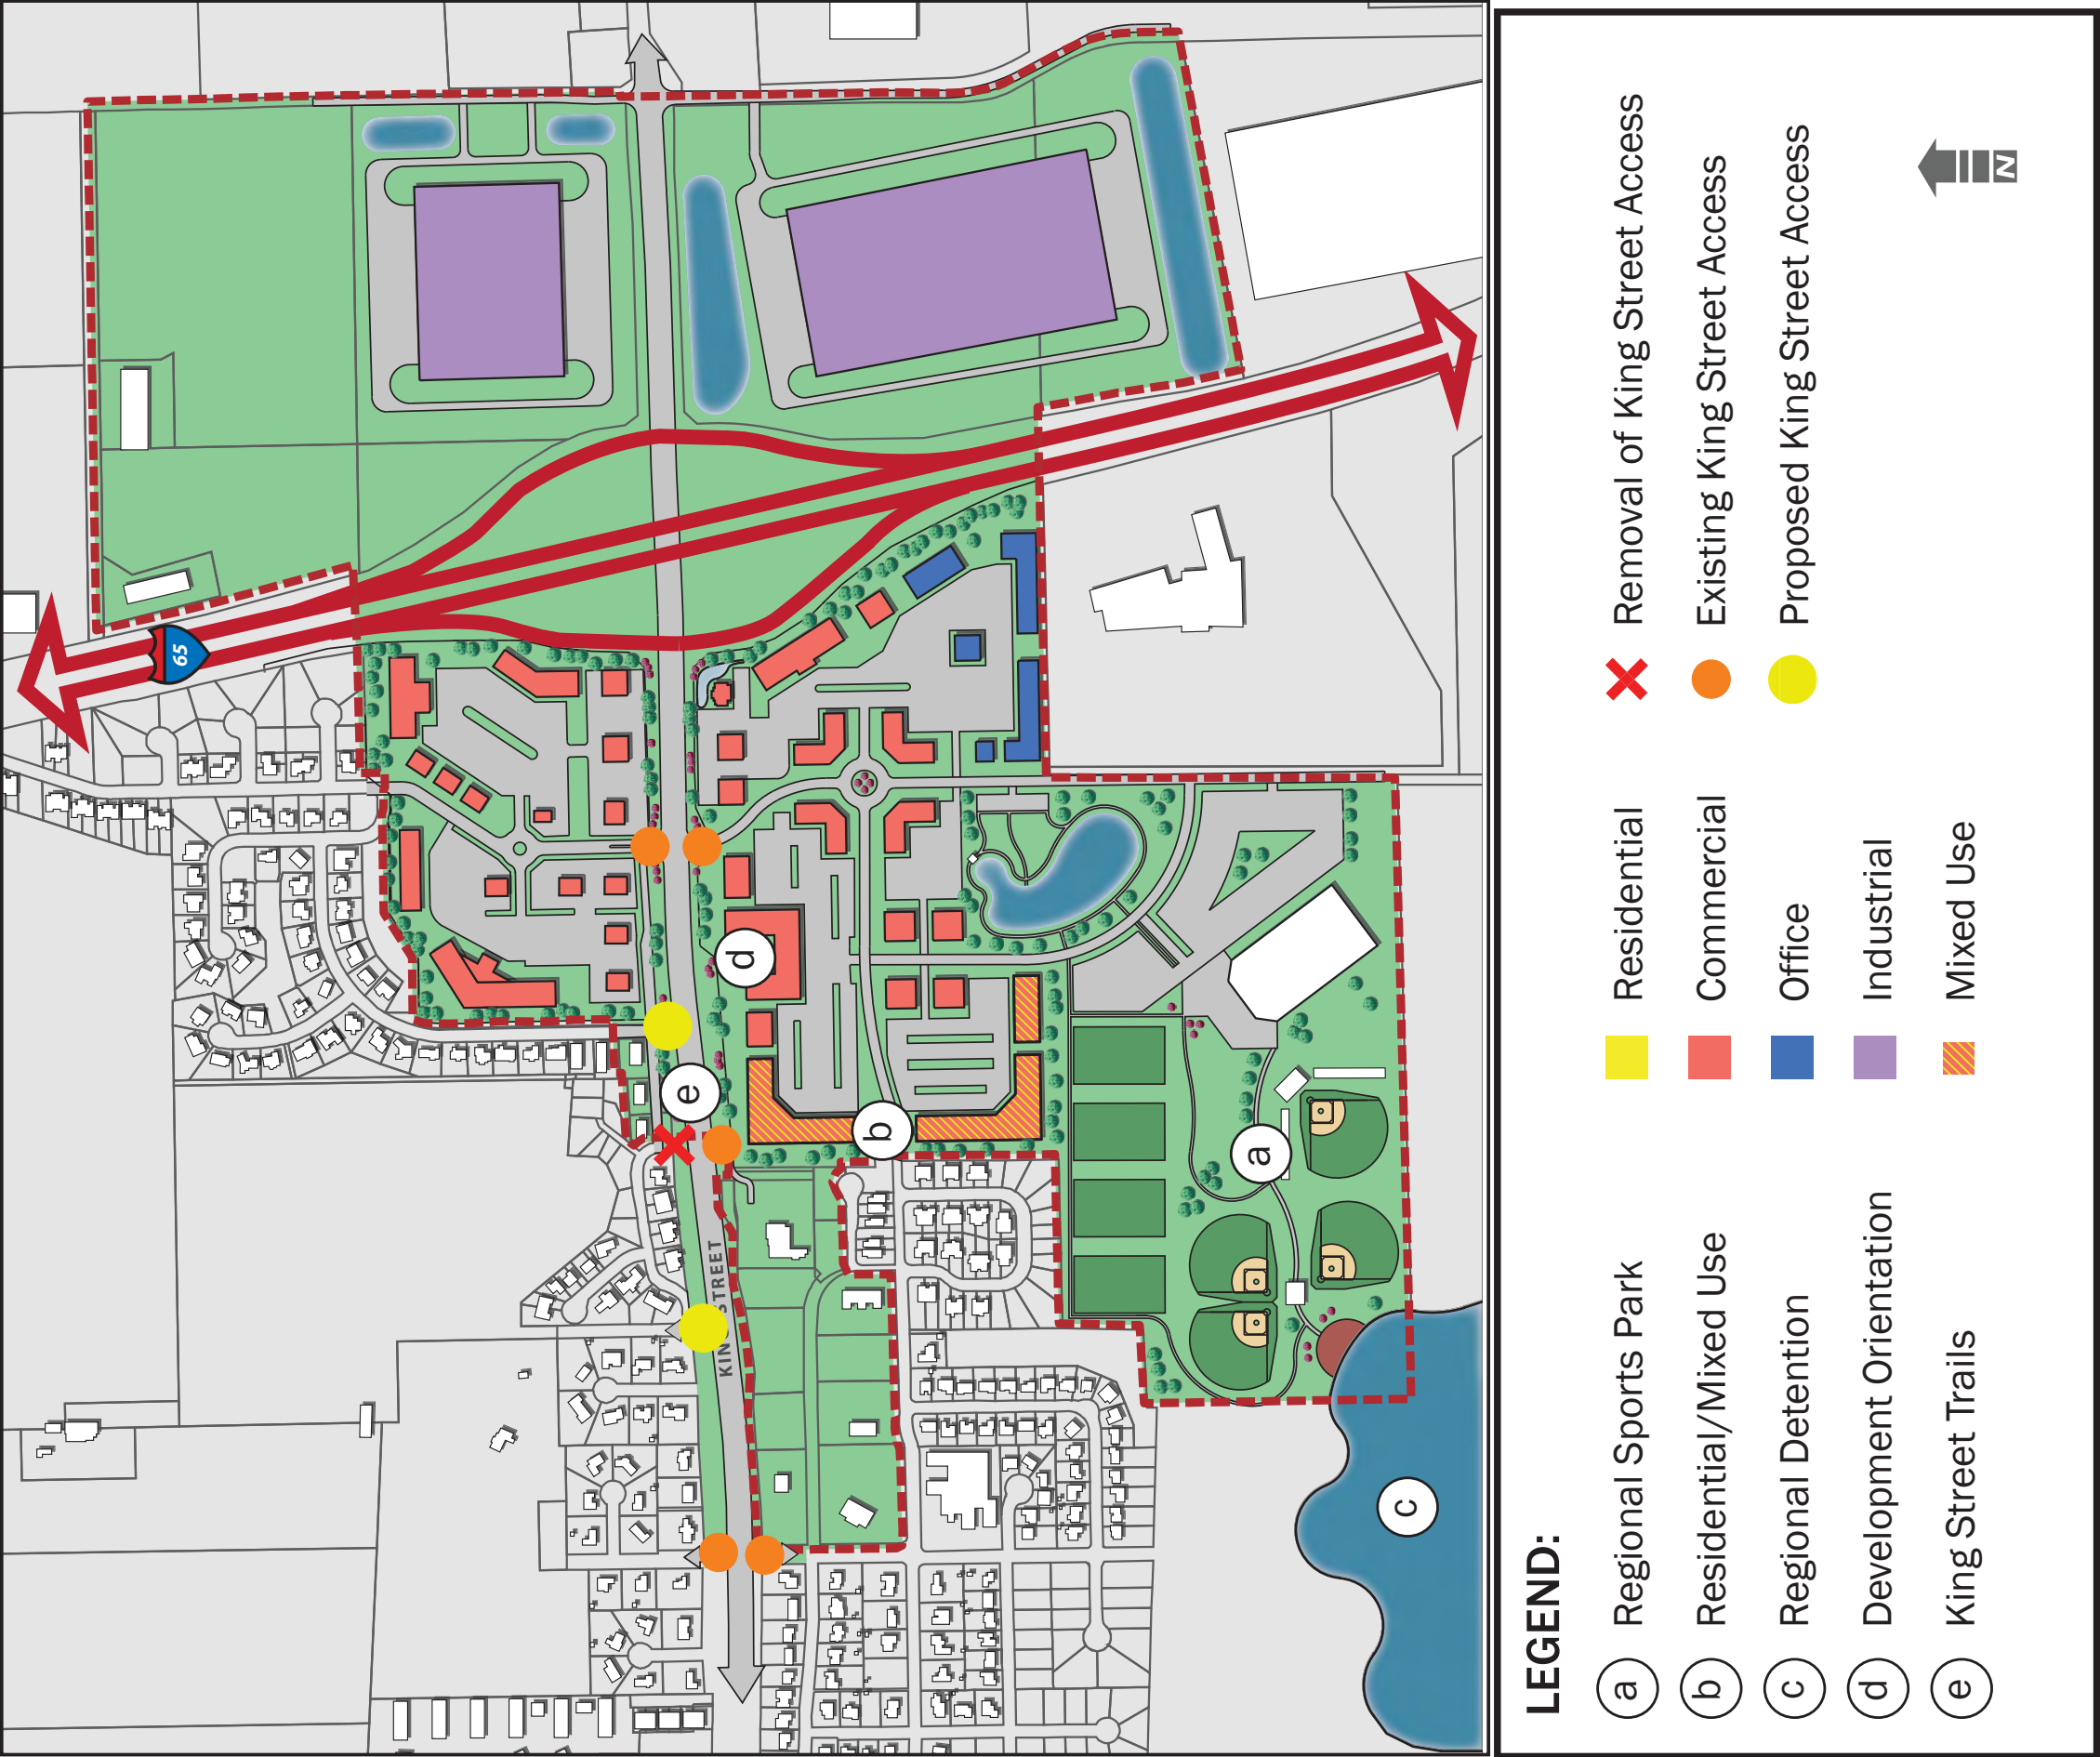 65
KING STREET
a
b
c
d
e
LEGEND:
a Regional Sports Park
b Residential/Mixed Use
c Regional Detention
d Development Orientation
e King Street Trails
Residential
Commercial
Office
Industrial
Mixed Use
Removal of King Street Access
Existing King Street Access
Proposed King Street Access
N